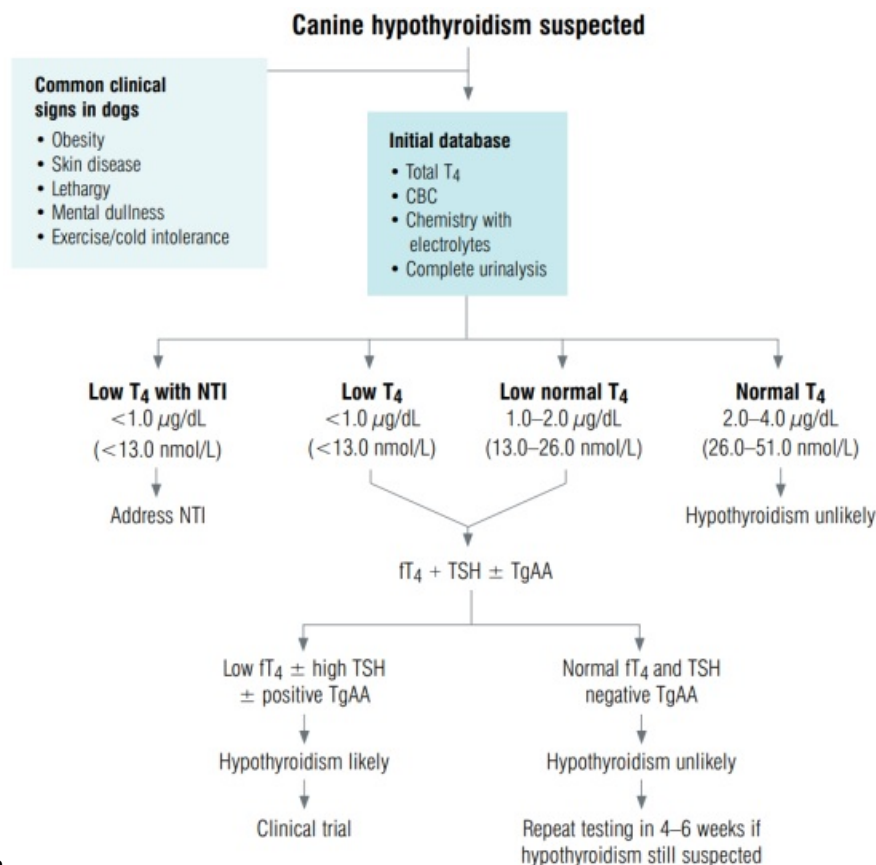 Canine hypothyroidism suspected
Common clinical
signs in dogs
• Obesity
• Skin disease
• Lethargy
• Mental dullness
• Exercise/cold intolerance
Initial database
• Total T₄
• CBC
• Chemistry with
electrolytes
• Complete urinalysis
Low T₄ with NTI
<1.0 µg/dL
(<13.0 nmol/L)
Address NTI
Low T₄
<1.0 µg/dL
(<13.0 nmol/L)
Low normal T₄
1.0–2.0 µg/dL
(13.0–26.0 nmol/L)
Normal T₄
2.0–4.0 µg/dL
(26.0–51.0 nmol/L)
Hypothyroidism unlikely
fT₄ + TSH ± TgAA
Low fT₄ ± high TSH
± positive TgAA
Hypothyroidism likely
Clinical trial
Normal fT₄ and TSH
negative TgAA
Hypothyroidism unlikely
Repeat testing in 4–6 weeks if
hypothyroidism still suspected